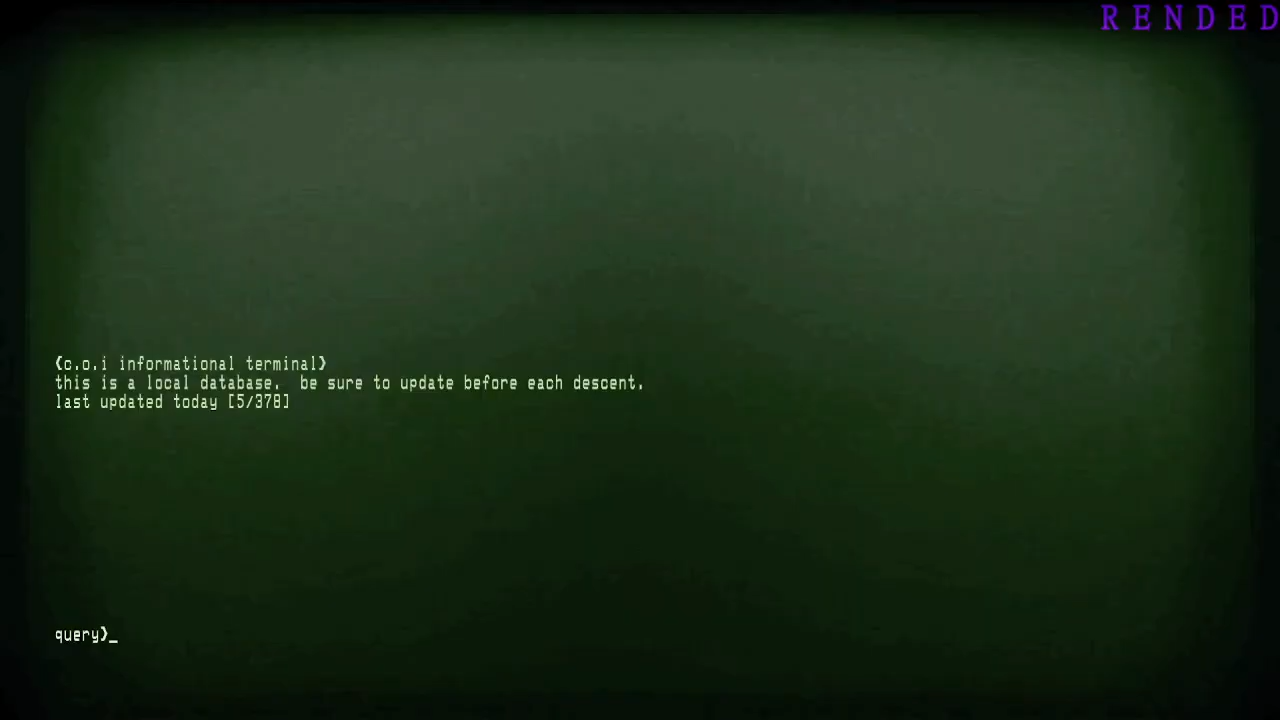 RENDED
{c.o.i informational terminal}
this is a local database.  be sure to update before each descent.
last updated today [5/378]
query}_